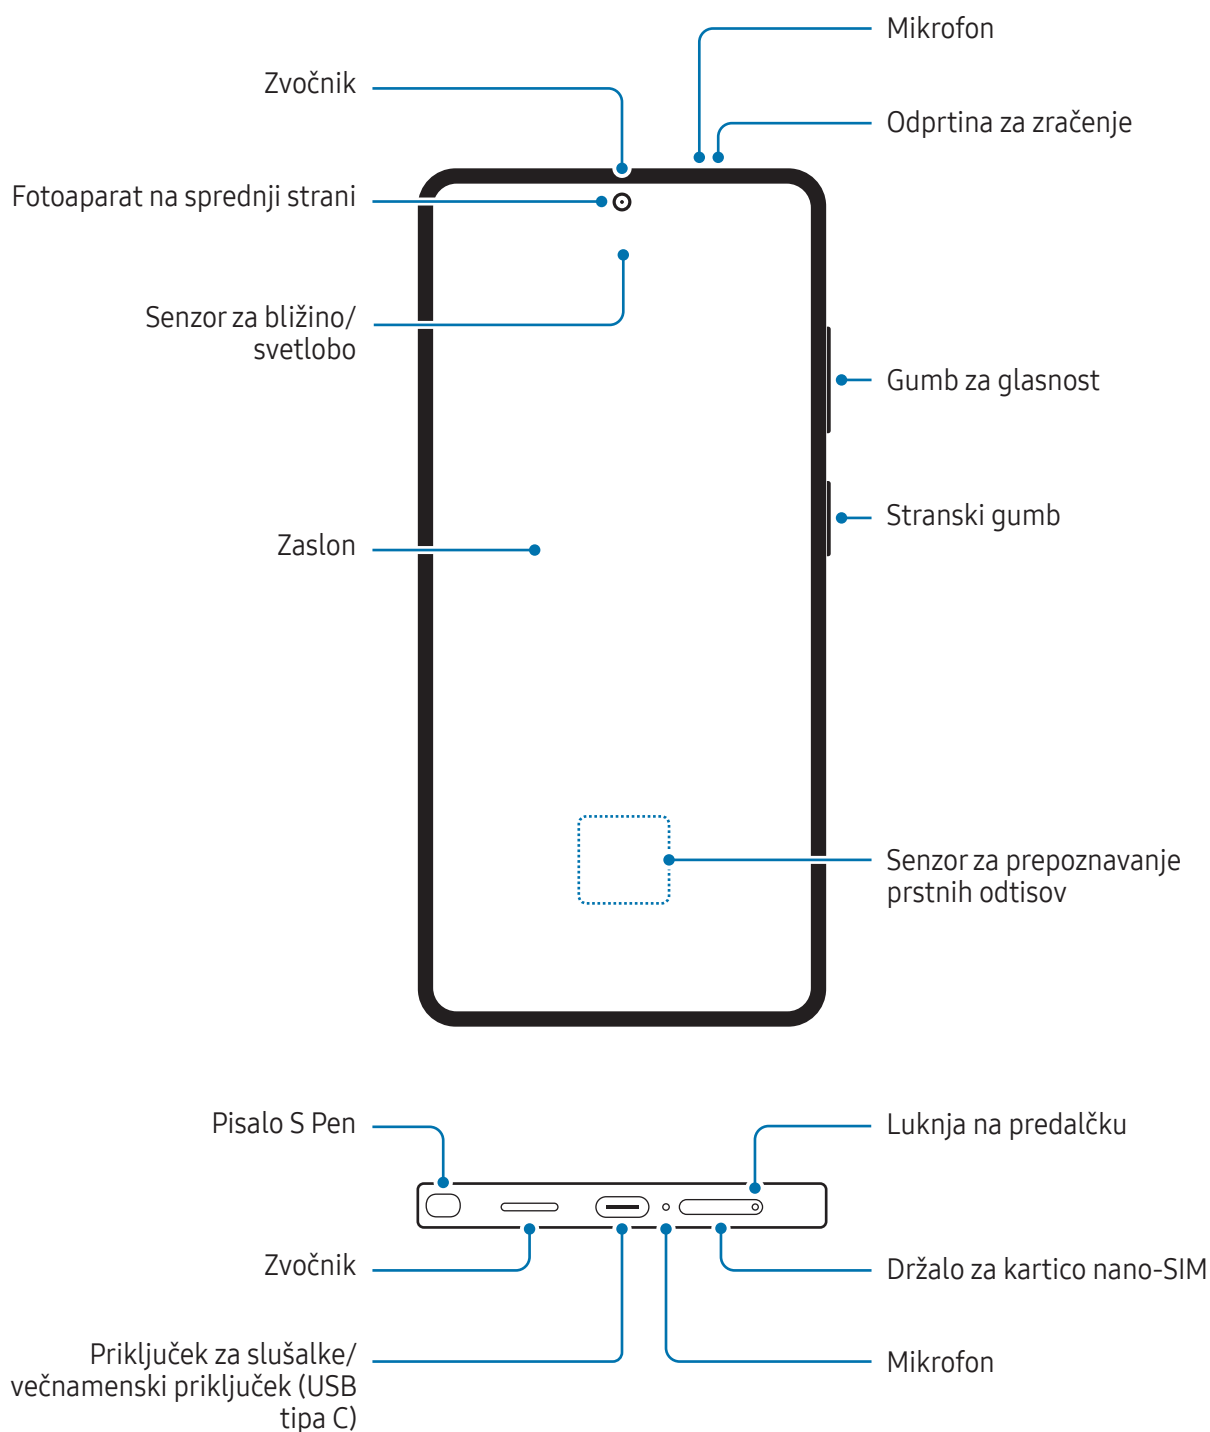 Mikrofon
Zvočnik
Odprtina za zračenje
Fotoaparat na sprednji strani
Senzor za bližino/
svetlobo
Gumb za glasnost
Stranski gumb
Zaslon
Senzor za prepoznavanje
prstnih odtisov
Pisalo S Pen
Luknja na predalčku
Zvočnik
Držalo za kartico nano-SIM
Priključek za slušalke/
večnamenski priključek (USB
tipa C)
Mikrofon